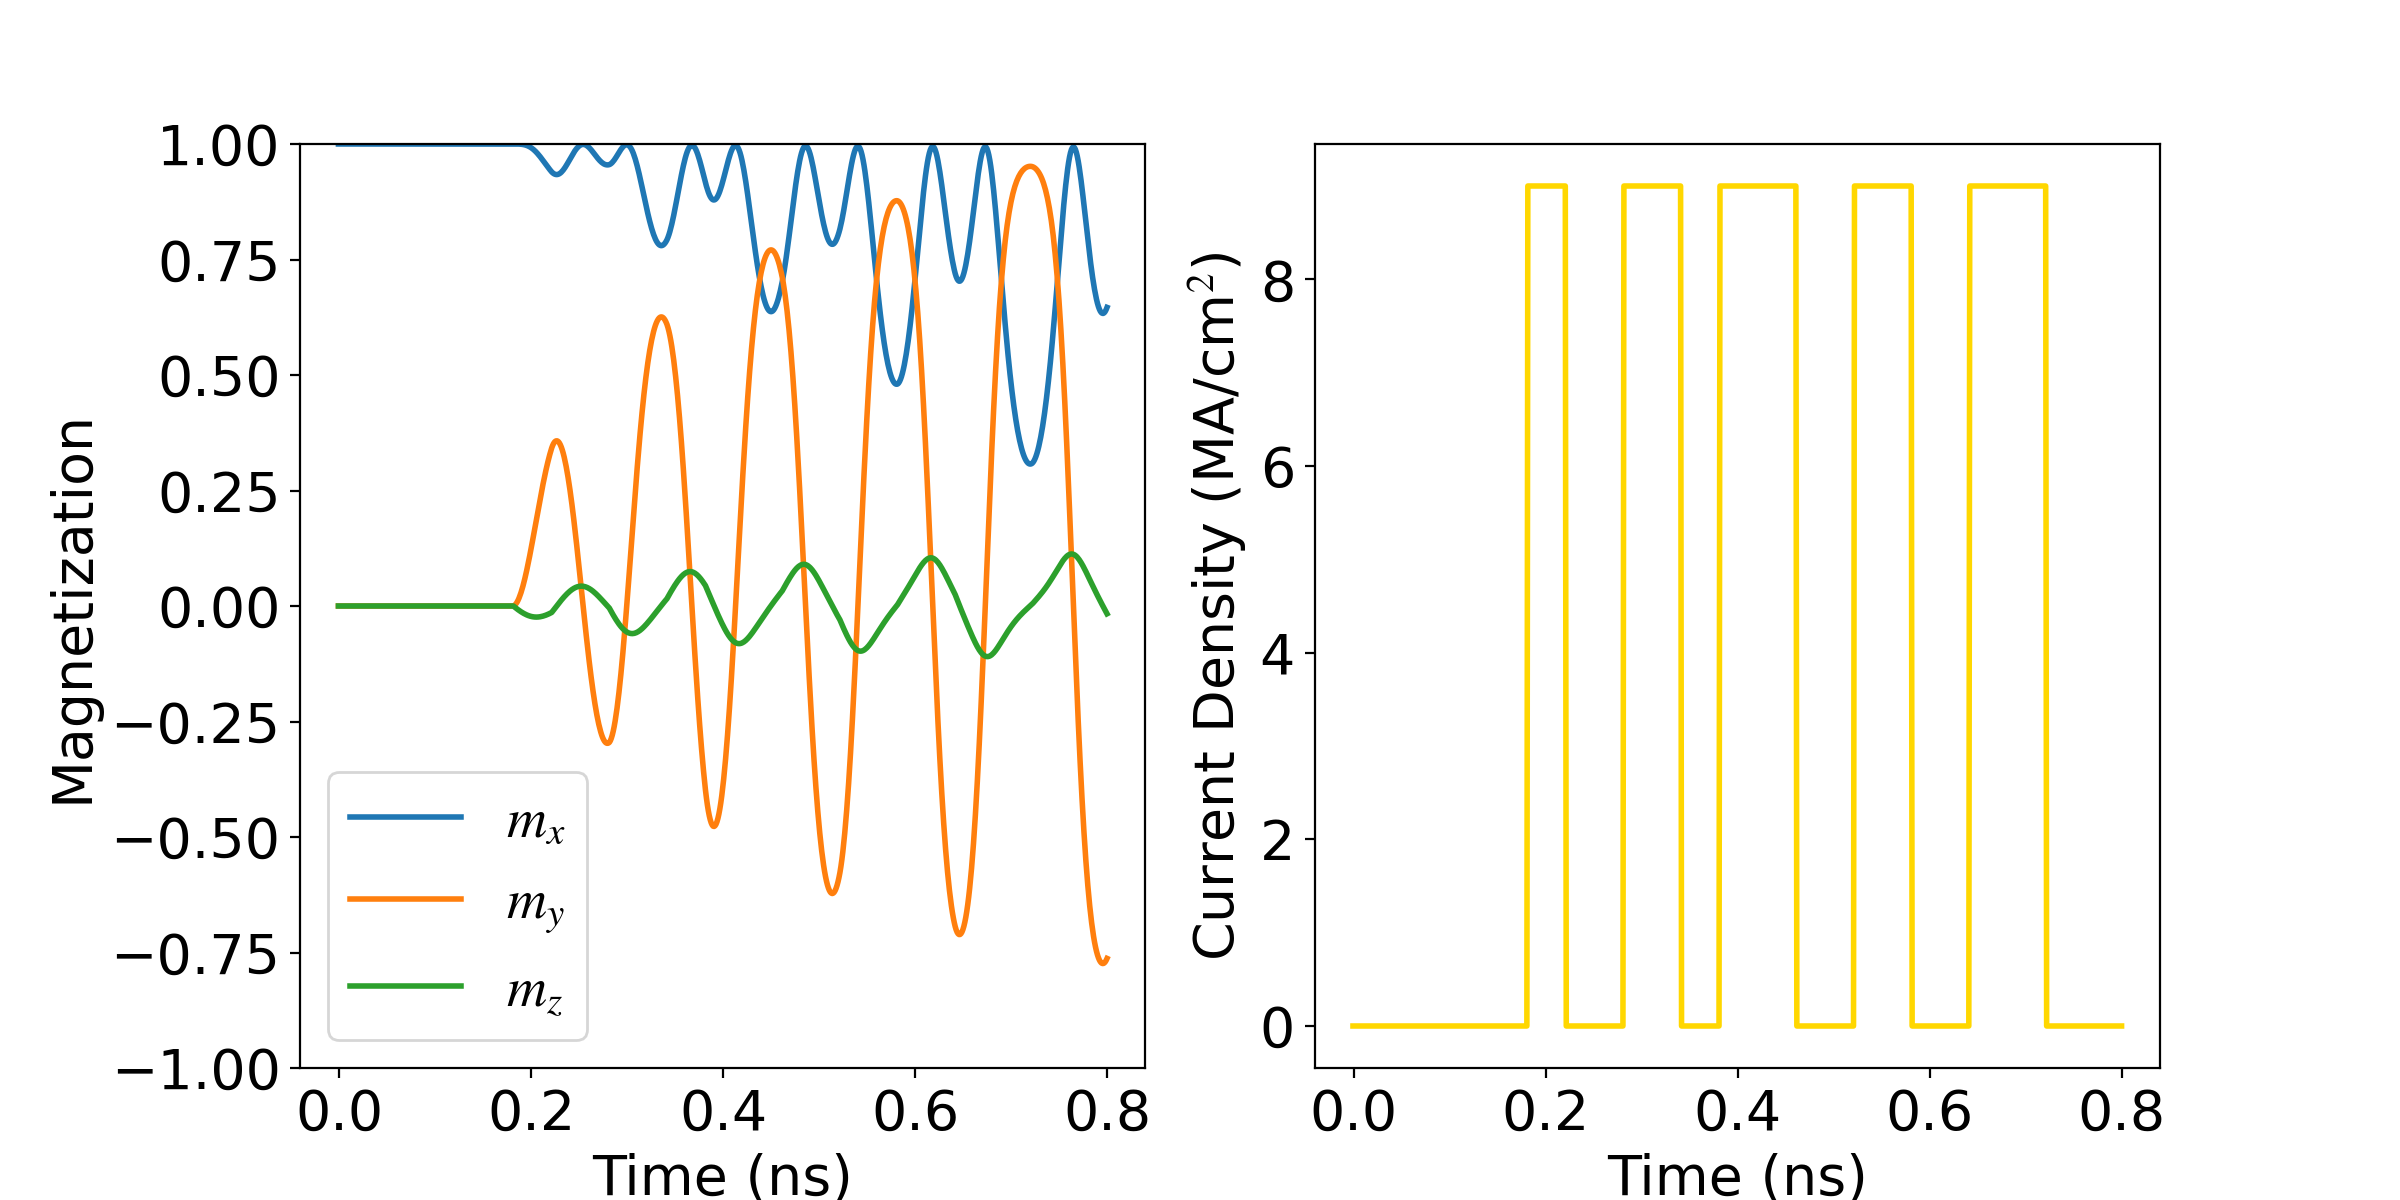 Magnetization
1.00
0.75
0.50
0.25
0.00
−0.25
−0.50
−0.75
−1.00
m_x
m_y
m_z
0.0 0.2 0.4 0.6 0.8
Time (ns)
Current Density (MA/cm²)
8
6
4
2
0
0.0 0.2 0.4 0.6 0.8
Time (ns)